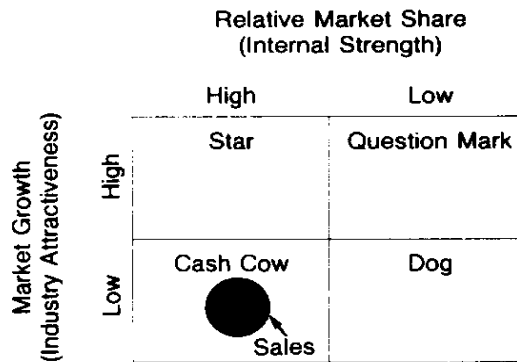 Relative Market Share
(Internal Strength)
High Low
Star Question Mark
High
Market Growth
(Industry Attractiveness)
Cash Cow Dog
Low
Sales